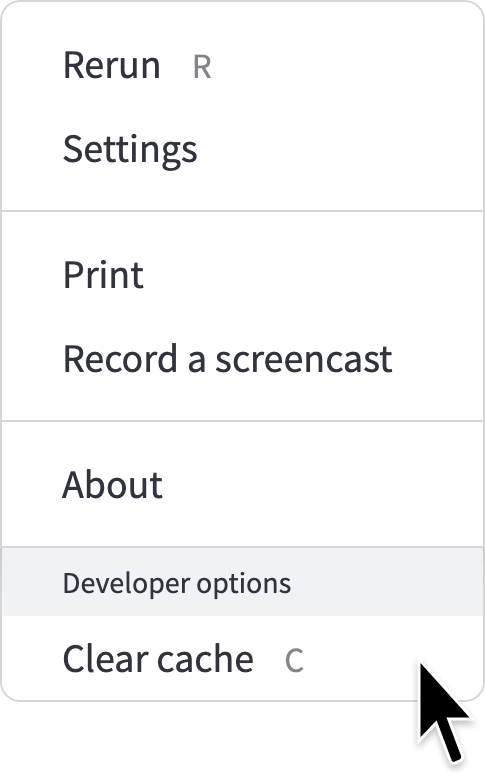 Rerun R
Settings
Print
Record a screencast
About
Developer options
Clear cache C